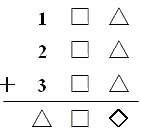 1 □ △
2 □ △
+ 3 □ △
△ □ ◇